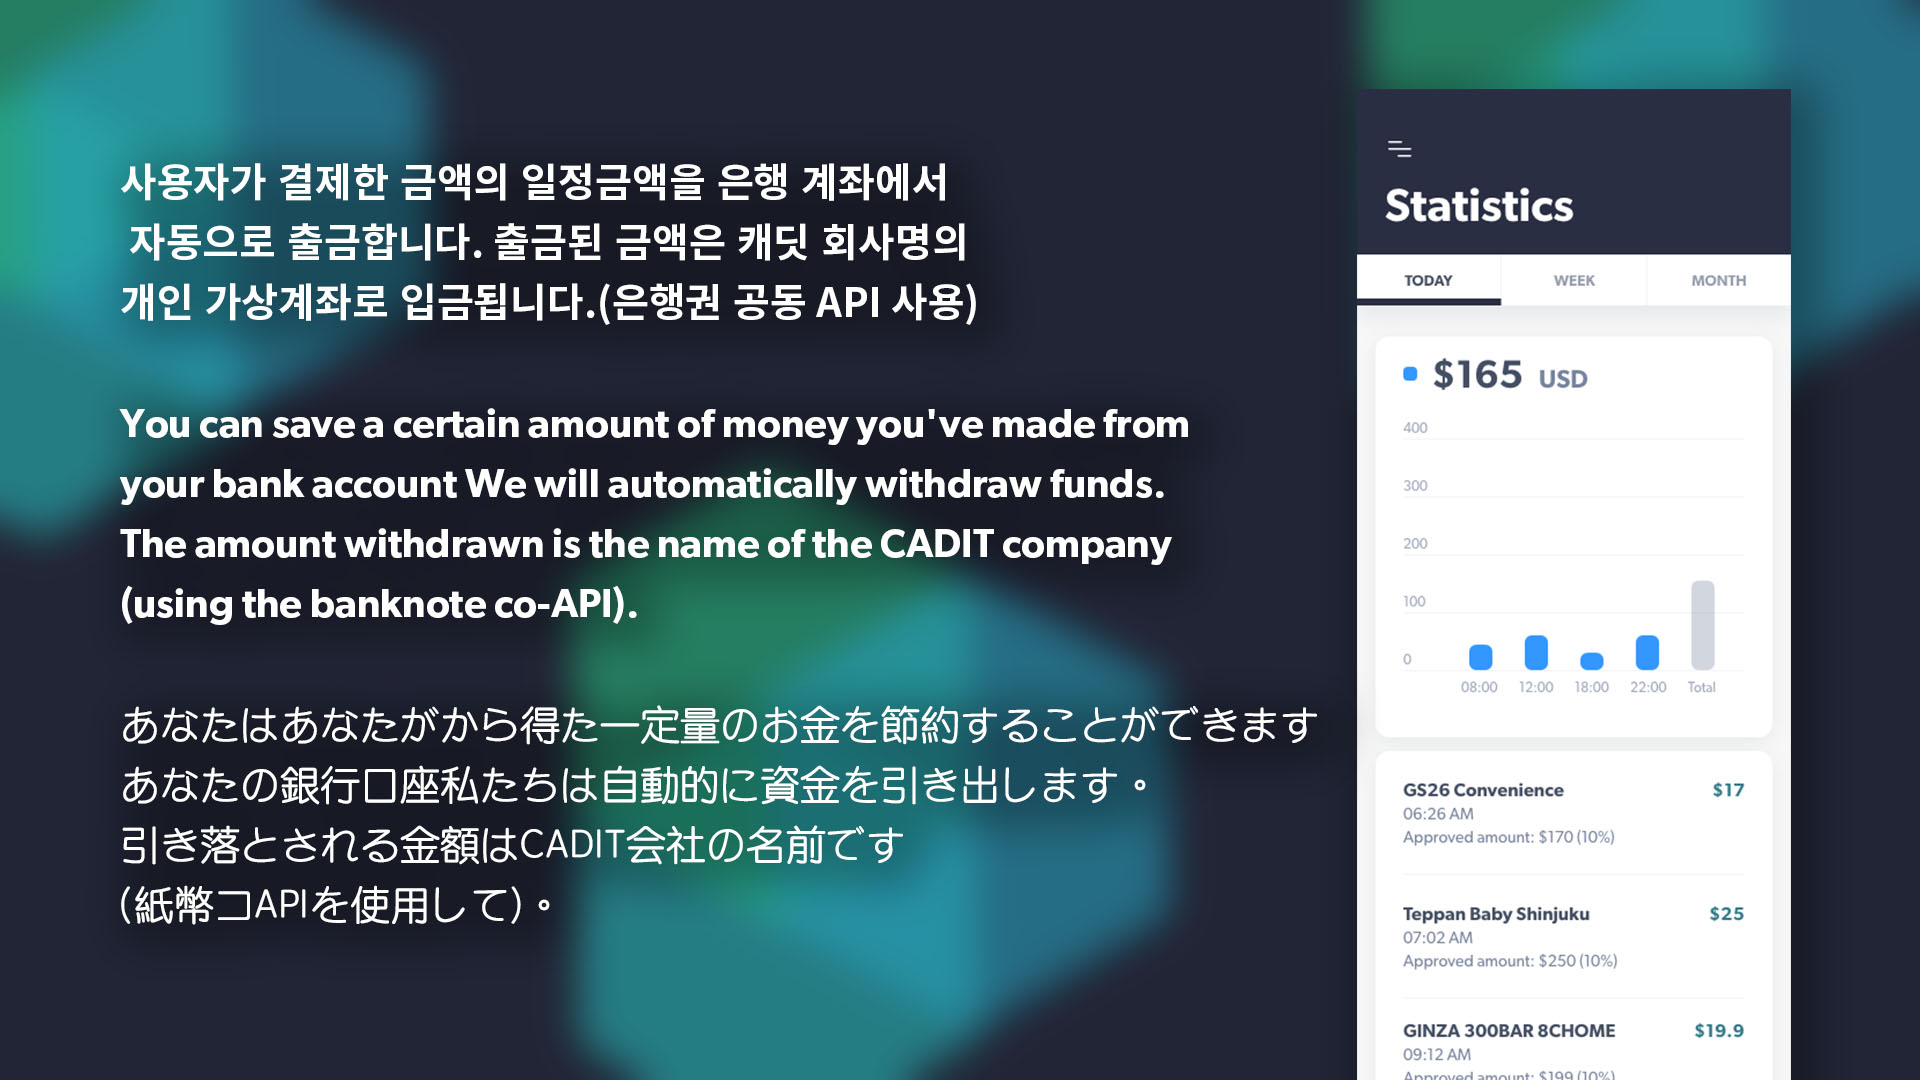 사용자가 결제한 금액의 일정금액을 은행 계좌에서
자동으로 출금합니다. 출금된 금액은 캐딧 회사명의
개인 가상계좌로 입금됩니다.(은행권 공동 API 사용)
You can save a certain amount of money you've made from
your bank account We will automatically withdraw funds.
The amount withdrawn is the name of the CADIT company
(using the banknote co-API).
あなたはあなたがから得た一定量のお金を節約することができます
あなたの銀行口座私たちは自動的に資金を引き出します。
引き落とされる金額はCADIT会社の名前です
(紙幣コAPIを使用して)。
Statistics
TODAY WEEK MONTH
$165 USD
400
300
200
100
0
08:00 12:00 18:00 22:00 Total
GS26 Convenience $17
06:26 AM
Approved amount: $170 (10%)
Teppan Baby Shinjuku $25
07:02 AM
Approved amount: $250 (10%)
GINZA 300BAR 8CHOME $19.9
09:12 AM
Approved amount: $199 (10%)